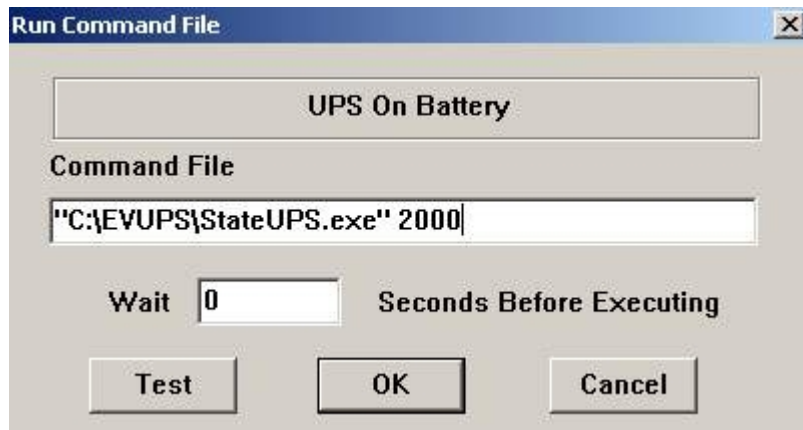 Run Command File
UPS On Battery
Command File
"C:\EVUPS\StateUPS.exe" 2000
Wait 0 Seconds Before Executing
Test OK Cancel